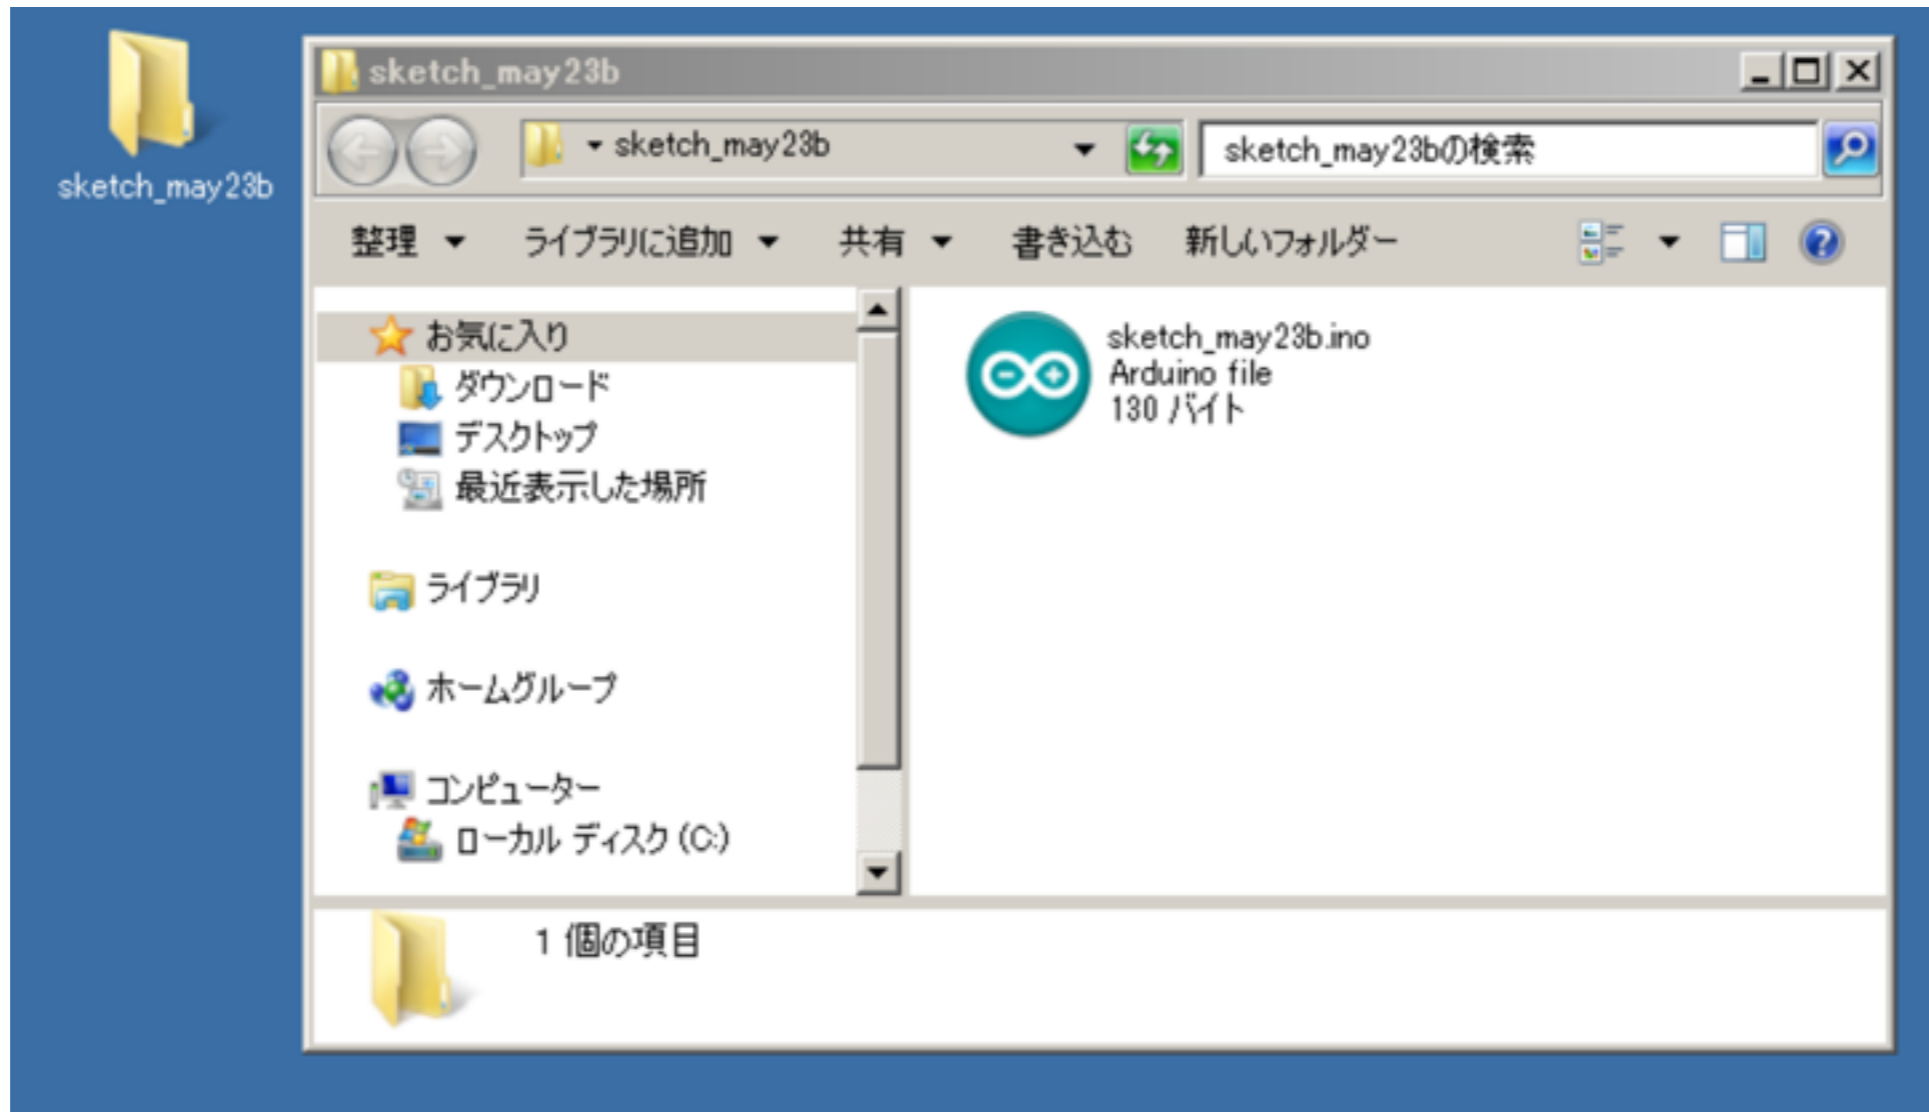 sketch_may23b
sketch_may23b
sketch_may23b
sketch_may23bの検索
整理 ライブラリに追加 共有 書き込む 新しいフォルダー
お気に入り
ダウンロード
デスクトップ
最近表示した場所
ライブラリ
ホームグループ
コンピューター
ローカル ディスク (C:)
sketch_may23b.ino
Arduino file
130 バイト
1 個の項目